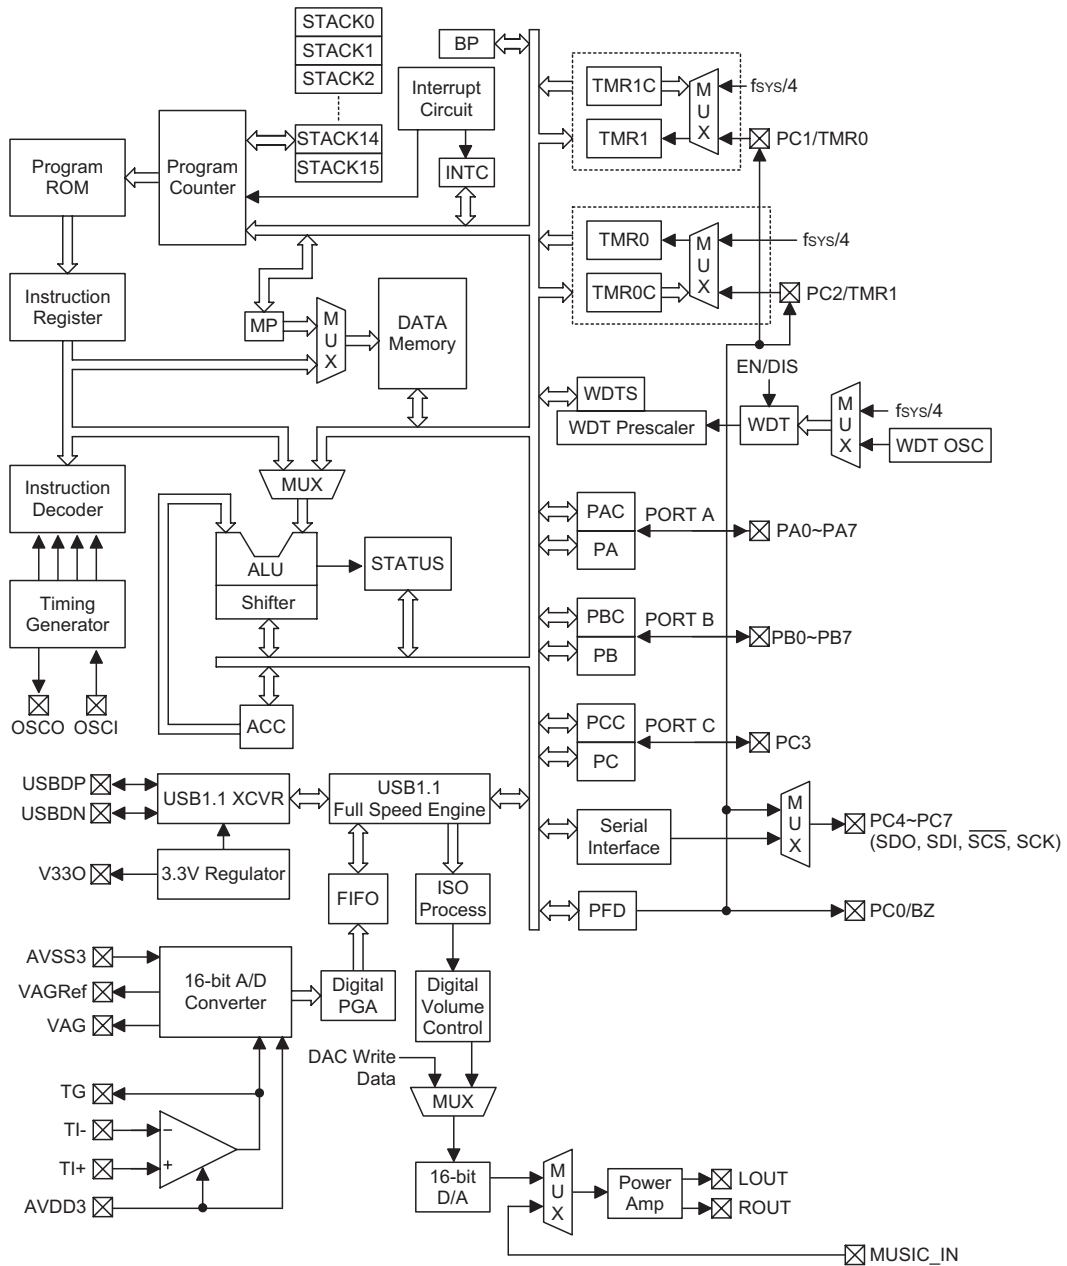 STACK0
STACK1
STACK2
STACK14
STACK15
BP
Interrupt
Circuit
INTC
Program
ROM
Program
Counter
TMR1C
TMR1
MUX
fSYS/4
PC1/TMR0
TMR0
TMR0C
MUX
fSYS/4
PC2/TMR1
Instruction
Register
MP
MUX
DATA
Memory
EN/DIS
WDTS
WDT Prescaler
WDT
MUX
fSYS/4
WDT OSC
Instruction
Decoder
MUX
ALU
Shifter
STATUS
PAC
PA
PORT A
PA0~PA7
Timing
Generator
OSCO
OSCI
PBC
PB
PORT B
PB0~PB7
ACC
PCC
PC
PORT C
PC3
USBDP
USBDN
USB1.1 XCVR
USB1.1
Full Speed Engine
Serial
Interface
MUX
PC4~PC7
(SDO, SDI, S̅C̅S̅, SCK)
V33O
3.3V Regulator
FIFO
ISO
Process
PFD
PC0/BZ
AVSS3
VAGRef
VAG
16-bit A/D
Converter
Digital
PGA
Digital
Volume
Control
DAC Write
Data
MUX
TG
TI-
TI+
−
+
AVDD3
16-bit
D/A
MUX
Power
Amp
LOUT
ROUT
MUSIC_IN